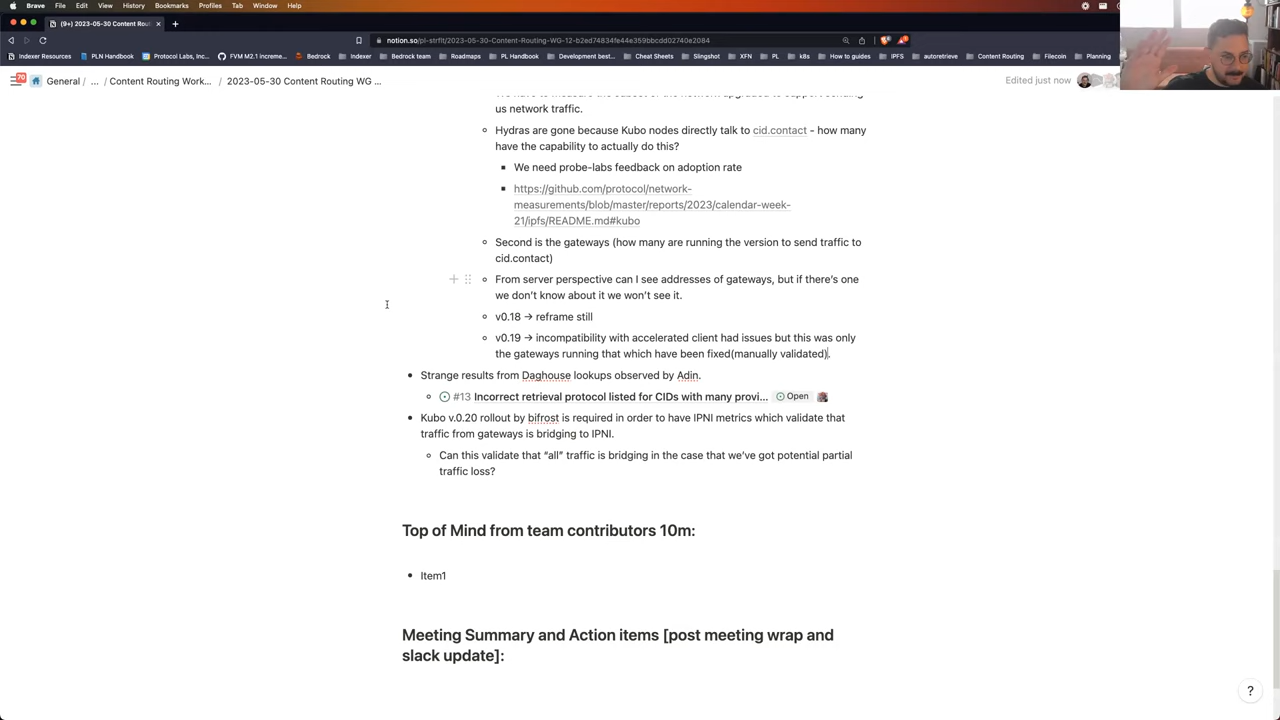 Brave File Edit View History Bookmarks Profiles Tab Window Help
(9+) 2023-05-30 Content Rout
notion.so/pl-strflt/2023-05-30-Content-Routing-WG-12-b2ed74834fe44e359bbcdd02740e2084
Indexer Resources PLN Handbook Protocol Labs, Inc... FVM M2.1 increme... Bedrock Indexer Bedrock team Roadmaps PL Handbook Development best... Cheat Sheets Slingshot XFN PL k8s How to guides IPFS autoretrieve Content Routing Filecoin Planning
70 General / ... / Content Routing Work... / 2023-05-30 Content Routing WG ... Edited just now
us network traffic.
Hydras are gone because Kubo nodes directly talk to cid.contact - how many
have the capability to actually do this?
We need probe-labs feedback on adoption rate
https://github.com/protocol/network-
measurements/blob/master/reports/2023/calendar-week-
21/ipfs/README.md#kubo
Second is the gateways (how many are running the version to send traffic to
cid.contact)
From server perspective can I see addresses of gateways, but if there's one
we don't know about it we won't see it.
v0.18 → reframe still
v0.19 → incompatibility with accelerated client had issues but this was only
the gateways running that which have been fixed(manually validated).
Strange results from Daghouse lookups observed by Adin.
#13 Incorrect retrieval protocol listed for CIDs with many provi... Open
Kubo v.0.20 rollout by bifrost is required in order to have IPNI metrics which validate that
traffic from gateways is bridging to IPNI.
Can this validate that “all” traffic is bridging in the case that we've got potential partial
traffic loss?
Top of Mind from team contributors 10m:
Item1
Meeting Summary and Action items [post meeting wrap and
slack update]:
?